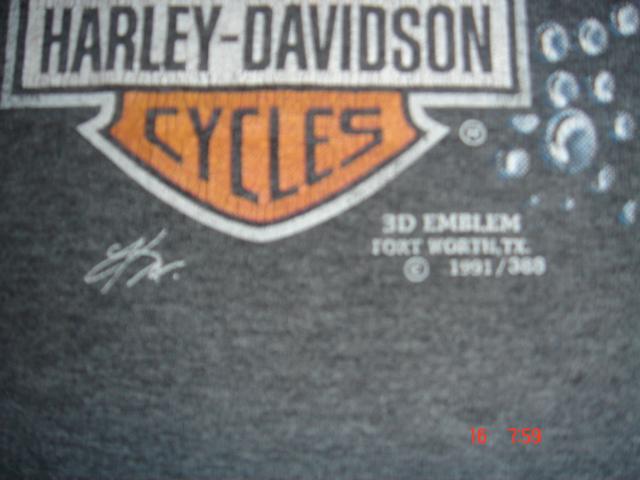 HARLEY-DAVIDSON
CYCLES
®
3D EMBLEM
FORT WORTH, TX.
© 1991/388
16 7:59